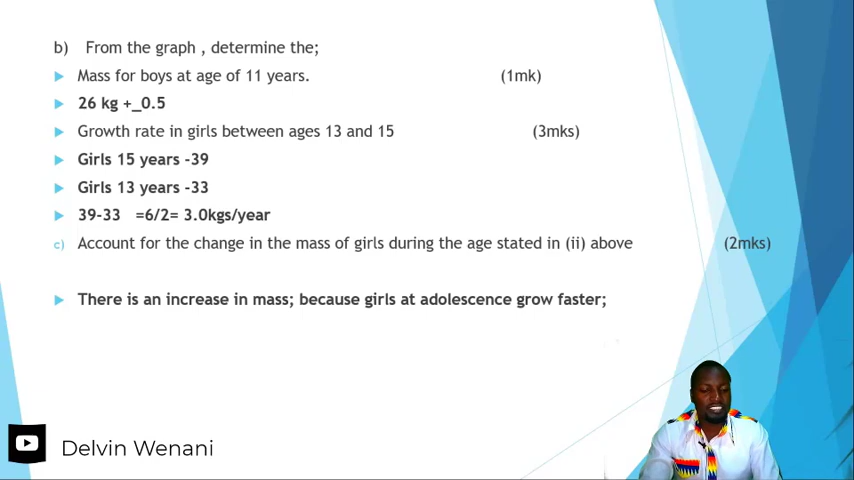 b) From the graph , determine the;
Mass for boys at age of 11 years. (1mk)
26 kg +_0.5
Growth rate in girls between ages 13 and 15 (3mks)
Girls 15 years -39
Girls 13 years -33
39-33 =6/2= 3.0kgs/year
c) Account for the change in the mass of girls during the age stated in (ii) above (2mks)
There is an increase in mass; because girls at adolescence grow faster;
Delvin Wenani